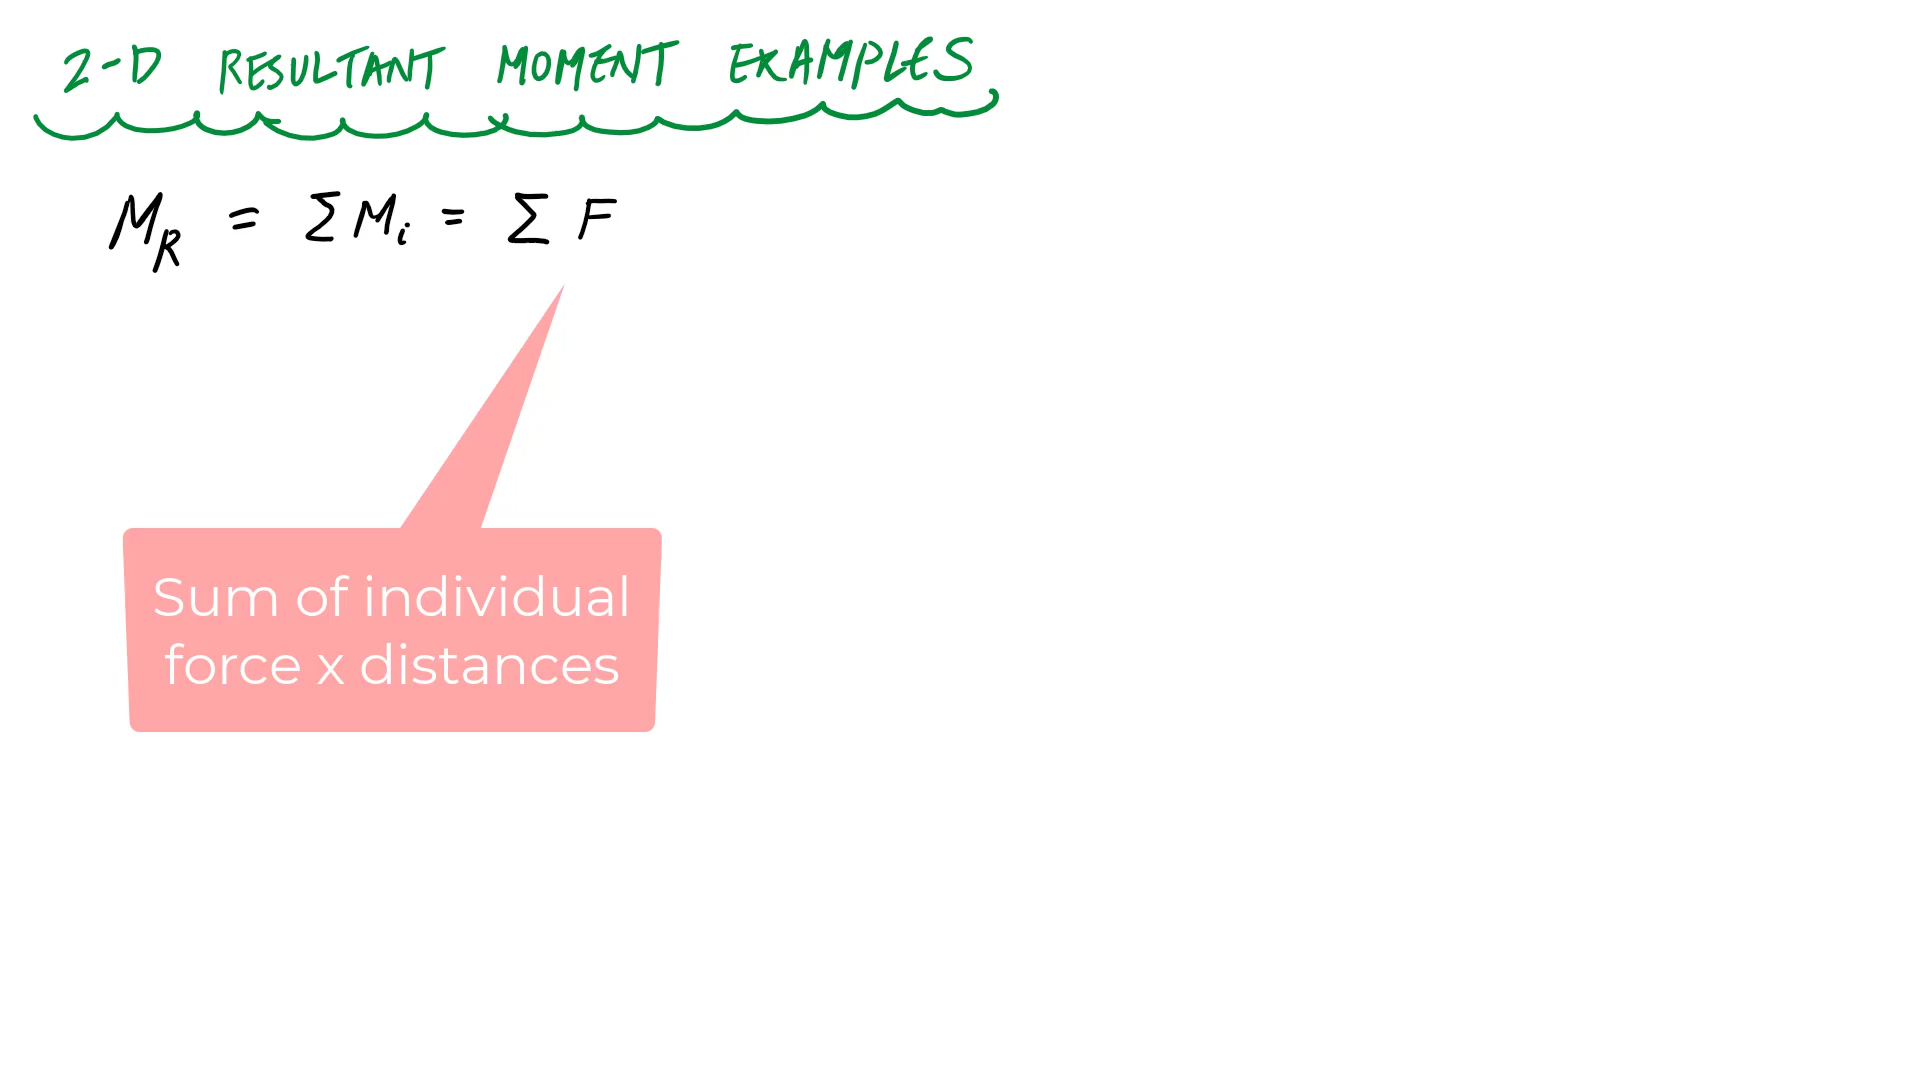 2-D RESULTANT MOMENT EXAMPLES
M_R = ΣM_i = Σ F
Sum of individual
force x distances